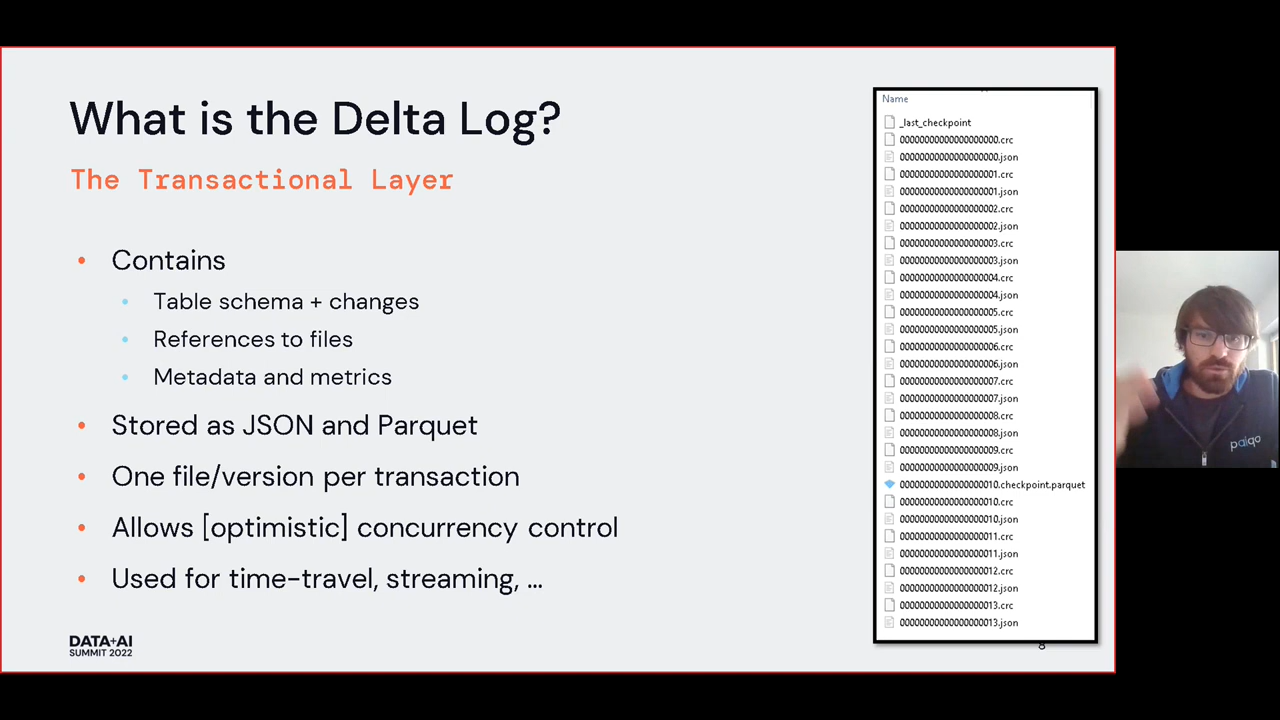 What is the Delta Log?
The Transactional Layer
• Contains
• Table schema + changes
• References to files
• Metadata and metrics
• Stored as JSON and Parquet
• One file/version per transaction
• Allows [optimistic] concurrency control
• Used for time-travel, streaming, ...
DATA+AI
SUMMIT 2022
Name
_last_checkpoint
00000000000000000000.crc
00000000000000000000.json
00000000000000000001.crc
00000000000000000001.json
00000000000000000002.crc
00000000000000000002.json
00000000000000000003.crc
00000000000000000003.json
00000000000000000004.crc
00000000000000000004.json
00000000000000000005.crc
00000000000000000005.json
00000000000000000006.crc
00000000000000000006.json
00000000000000000007.crc
00000000000000000007.json
00000000000000000008.crc
00000000000000000008.json
00000000000000000009.crc
00000000000000000009.json
00000000000000000010.checkpoint.parquet
00000000000000000010.crc
00000000000000000010.json
00000000000000000011.crc
00000000000000000011.json
00000000000000000012.crc
00000000000000000012.json
00000000000000000013.crc
00000000000000000013.json
8
paiqo